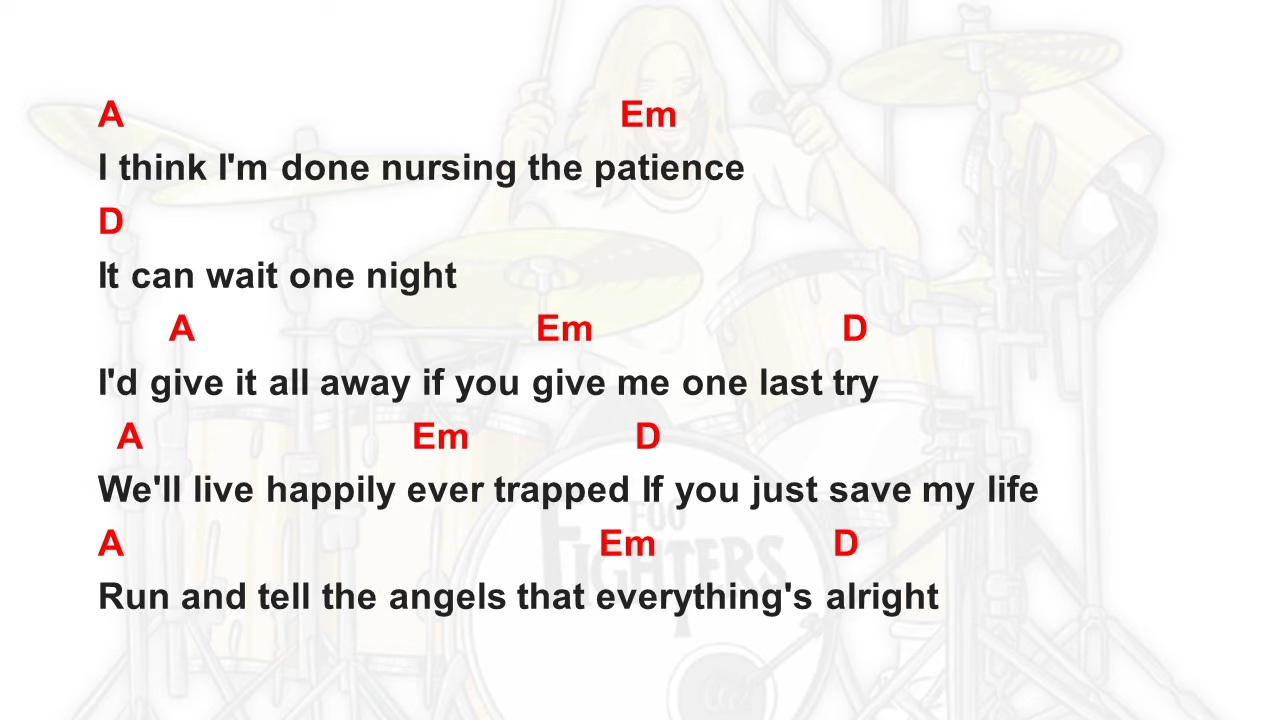 A Em
I think I'm done nursing the patience
D
It can wait one night
A Em D
I'd give it all away if you give me one last try
A Em D
We'll live happily ever trapped If you just save my life
A Em D
Run and tell the angels that everything's alright
FOO
FIGHTERS